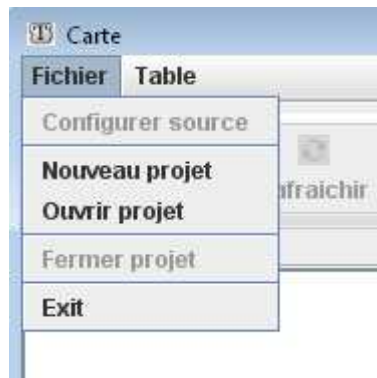 Carte
Fichier Table
Configurer source
Nouveau projet
Ouvrir projet
Fermer projet
Exit